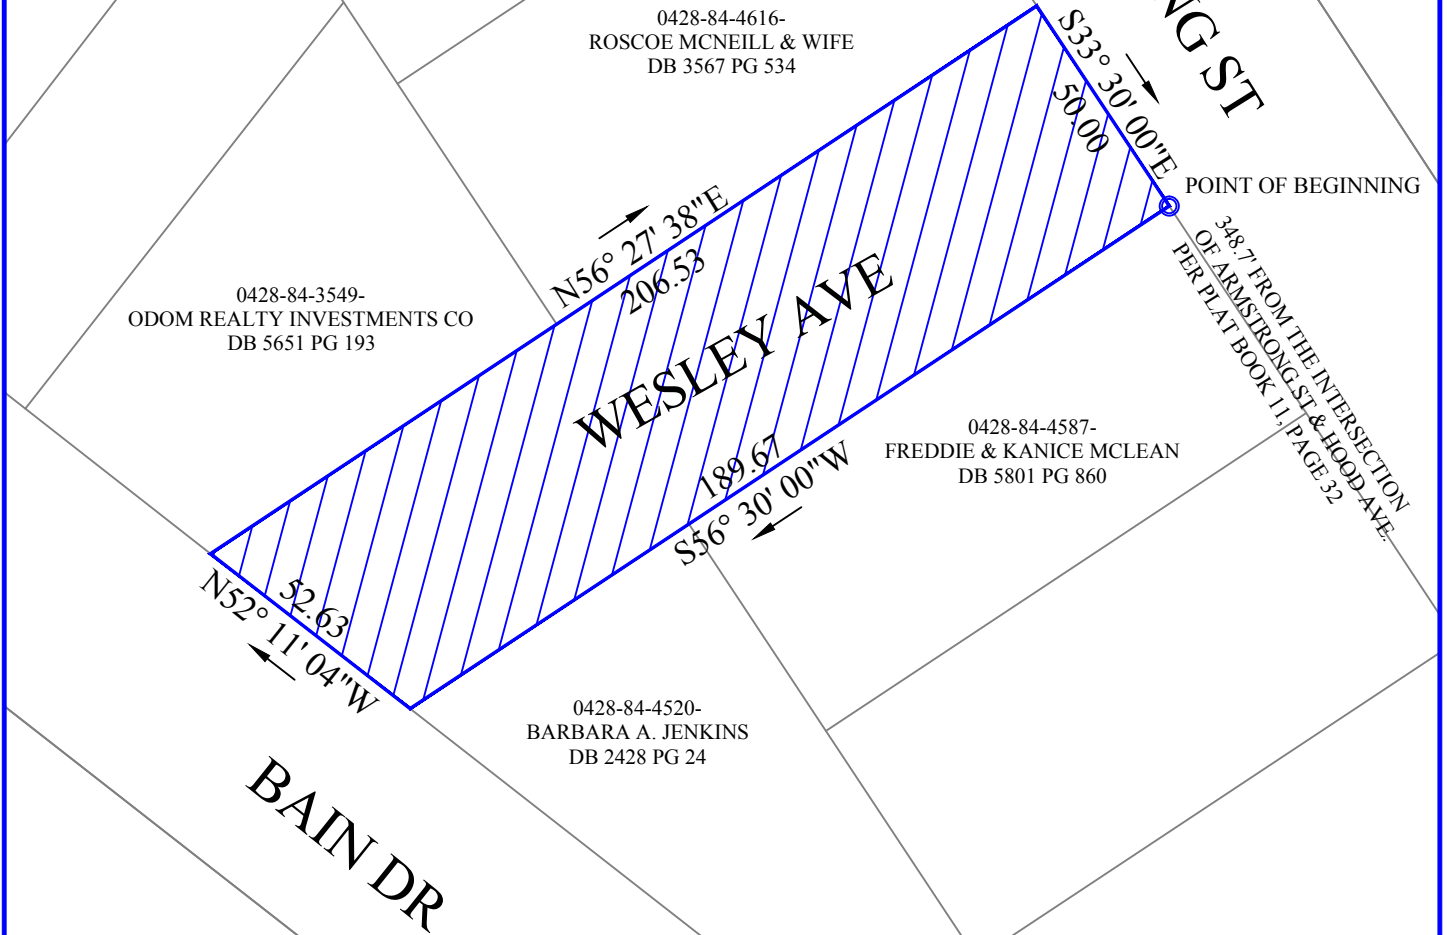 0428-84-4616-
ROSCOE MCNEILL & WIFE
DB 3567 PG 534
NG ST
S33° 30' 00"E
50.00
POINT OF BEGINNING
348.7' FROM THE INTERSECTION
OF ARMSTRONG ST & HOOD AVE.
PER PLAT BOOK 11, PAGE 32
N56° 27' 38"E
206.53
0428-84-3549-
ODOM REALTY INVESTMENTS CO
DB 5651 PG 193
WESLEY AVE
189.67
S56° 30' 00"W
0428-84-4587-
FREDDIE & KANICE MCLEAN
DB 5801 PG 860
52.63
N52° 11' 04"W
0428-84-4520-
BARBARA A. JENKINS
DB 2428 PG 24
BAIN DR